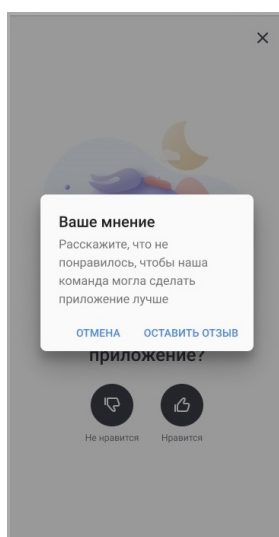 Ваше мнение
Расскажите, что не
понравилось, чтобы наша
команда могла сделать
приложение лучше
ОТМЕНА ОСТАВИТЬ ОТЗЫВ
приложение?
Не нравится Нравится